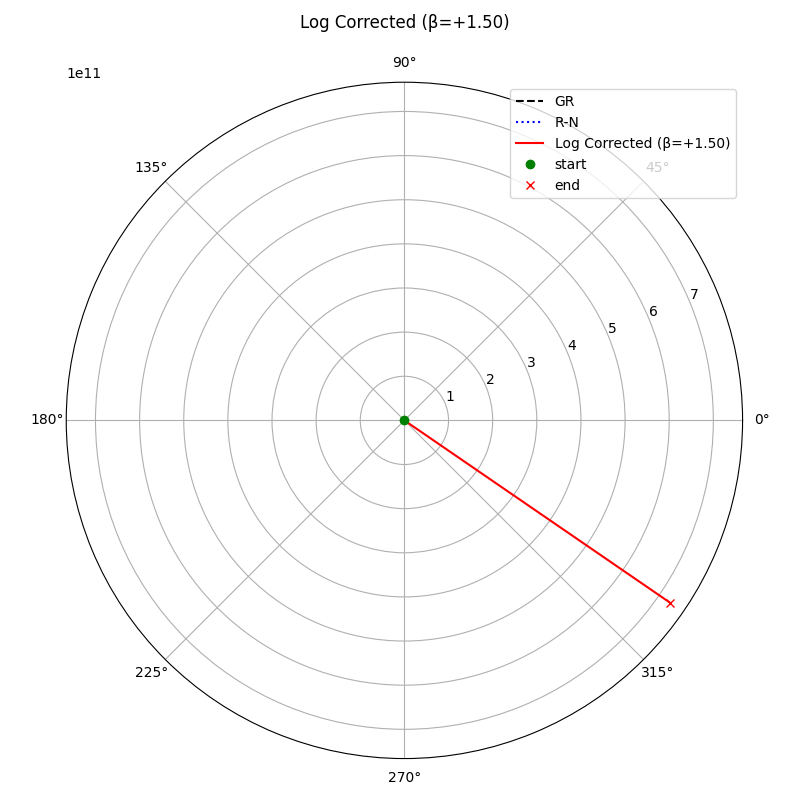 Log Corrected (β=+1.50)
1e11
90°
GR
R-N
Log Corrected (β=+1.50)
start
end
135°
45°
7
6
5
4
3
2
1
180°
0°
225°
315°
270°